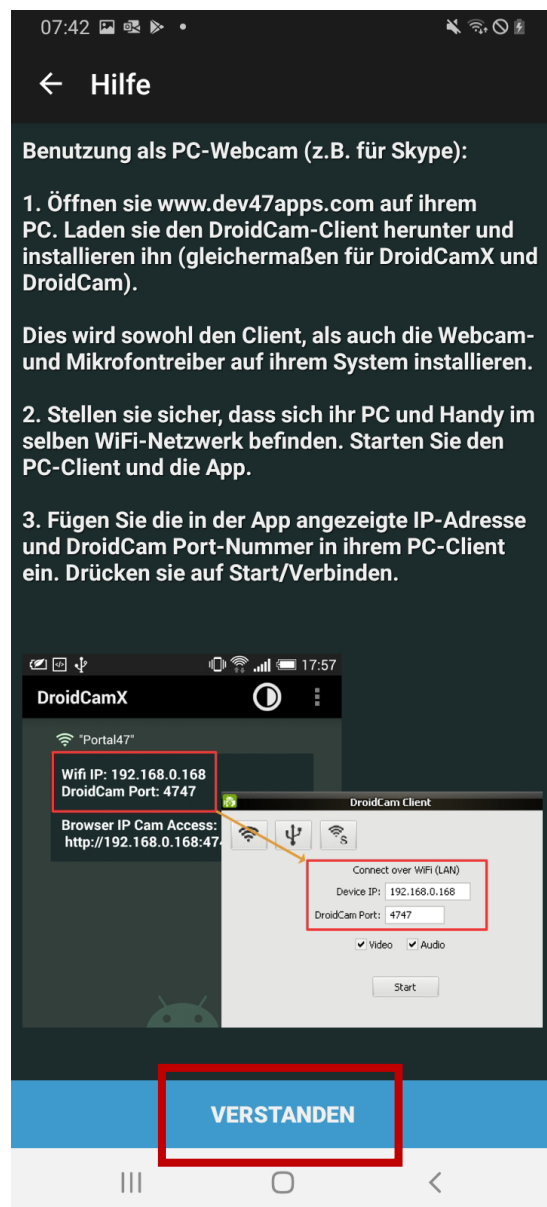 07:42
Hilfe
Benutzung als PC-Webcam (z.B. für Skype):
1. Öffnen sie www.dev47apps.com auf ihrem
PC. Laden sie den DroidCam-Client herunter und
installieren ihn (gleichermaßen für DroidCamX und
DroidCam).
Dies wird sowohl den Client, als auch die Webcam-
und Mikrofontreiber auf ihrem System installieren.
2. Stellen sie sicher, dass sich ihr PC und Handy im
selben WiFi-Netzwerk befinden. Starten Sie den
PC-Client und die App.
3. Fügen Sie die in der App angezeigte IP-Adresse
und DroidCam Port-Nummer in ihrem PC-Client
ein. Drücken sie auf Start/Verbinden.
17:57
DroidCamX
"Portal47"
Wifi IP: 192.168.0.168
DroidCam Port: 4747
Browser IP Cam Access:
http://192.168.0.168:47
DroidCam Client
S
Connect over WiFi (LAN)
Device IP: 192.168.0.168
DroidCam Port: 4747
Video Audio
Start
VERSTANDEN